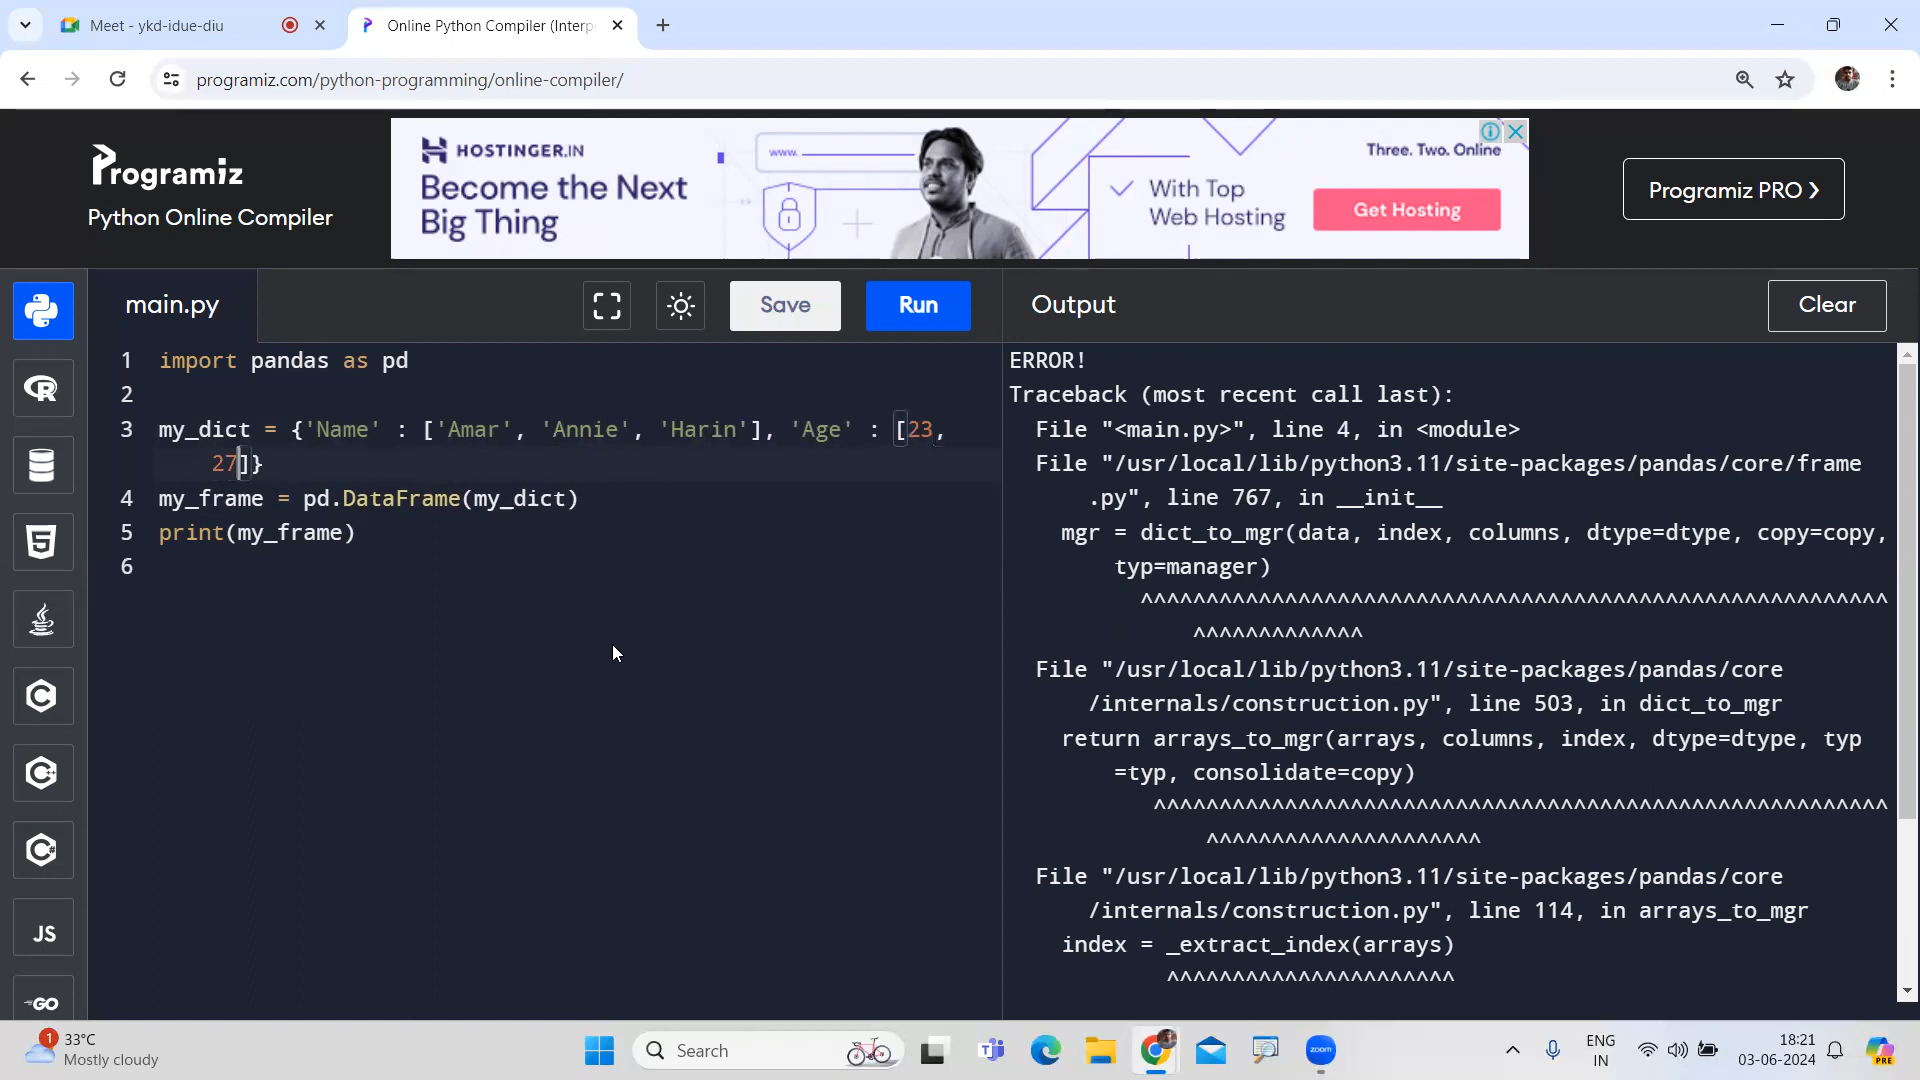 Meet - ykd-idue-diu
Online Python Compiler (Interp
programiz.com/python-programming/online-compiler/
Programiz
Python Online Compiler
HOSTINGER.IN
Become the Next
Big Thing
www.
With Top
Web Hosting
Three. Two. Online
Get Hosting
Programiz PRO ❯
main.py
Save
Run
Output
Clear
1 import pandas as pd
2
3 my_dict = {'Name' : ['Amar', 'Annie', 'Harin'], 'Age' : [23,
27]}
4 my_frame = pd.DataFrame(my_dict)
5 print(my_frame)
6
ERROR!
Traceback (most recent call last):
File "<main.py>", line 4, in <module>
File "/usr/local/lib/python3.11/site-packages/pandas/core/frame
.py", line 767, in __init__
mgr = dict_to_mgr(data, index, columns, dtype=dtype, copy=copy,
typ=manager)
^^^^^^^^^^^^^^^^^^^^^^^^^^^^^^^^^^^^^^^^^^^^^^^^^^^^^^^^^
^^^^^^^^^^^^^
File "/usr/local/lib/python3.11/site-packages/pandas/core
/internals/construction.py", line 503, in dict_to_mgr
return arrays_to_mgr(arrays, columns, index, dtype=dtype, typ
=typ, consolidate=copy)
^^^^^^^^^^^^^^^^^^^^^^^^^^^^^^^^^^^^^^^^^^^^^^^^^^^^^^^^
^^^^^^^^^^^^^^^^^^^^^
File "/usr/local/lib/python3.11/site-packages/pandas/core
/internals/construction.py", line 114, in arrays_to_mgr
index = _extract_index(arrays)
^^^^^^^^^^^^^^^^^^^^^^
JS
GO
1
33°C
Mostly cloudy
Search
zoom
ENG
IN
18:21
03-06-2024
PRE